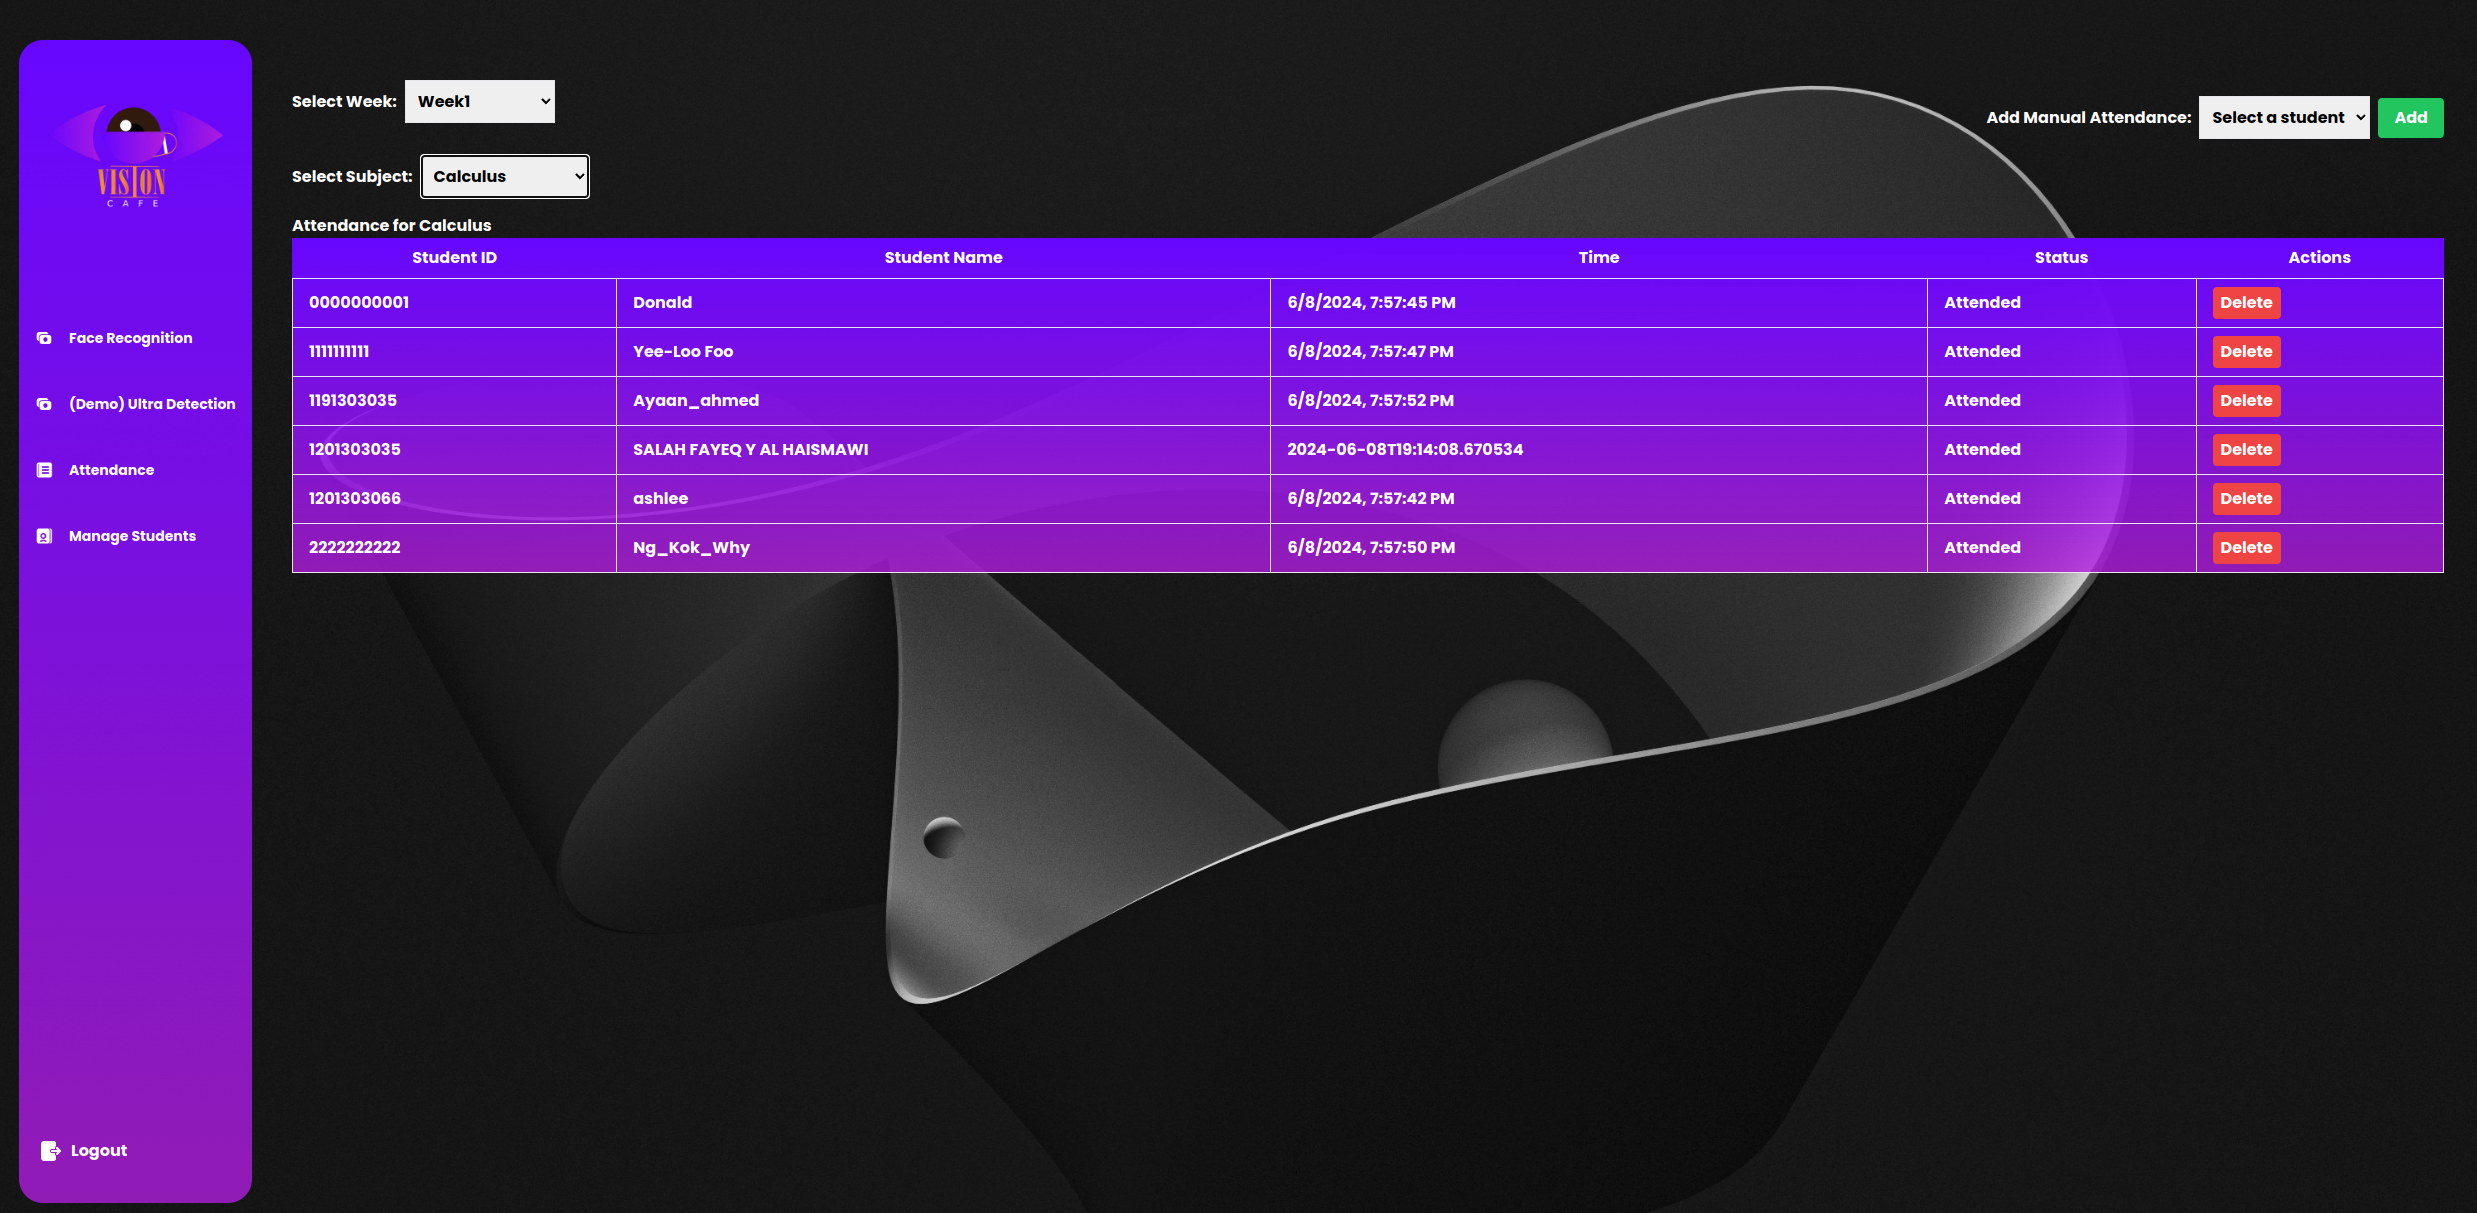 VISION
CAFE
Face Recognition
(Demo) Ultra Detection
Attendance
Manage Students
Logout
Select Week: Week1
Add Manual Attendance: Select a student Add
Select Subject: Calculus
Attendance for Calculus
Student ID Student Name Time Status Actions
0000000001 Donald 6/8/2024, 7:57:45 PM Attended Delete
1111111111 Yee-Loo Foo 6/8/2024, 7:57:47 PM Attended Delete
1191303035 Ayaan_ahmed 6/8/2024, 7:57:52 PM Attended Delete
1201303035 SALAH FAYEQ Y AL HAISMAWI 2024-06-08T19:14:08.670534 Attended Delete
1201303066 ashlee 6/8/2024, 7:57:42 PM Attended Delete
2222222222 Ng_Kok_Why 6/8/2024, 7:57:50 PM Attended Delete